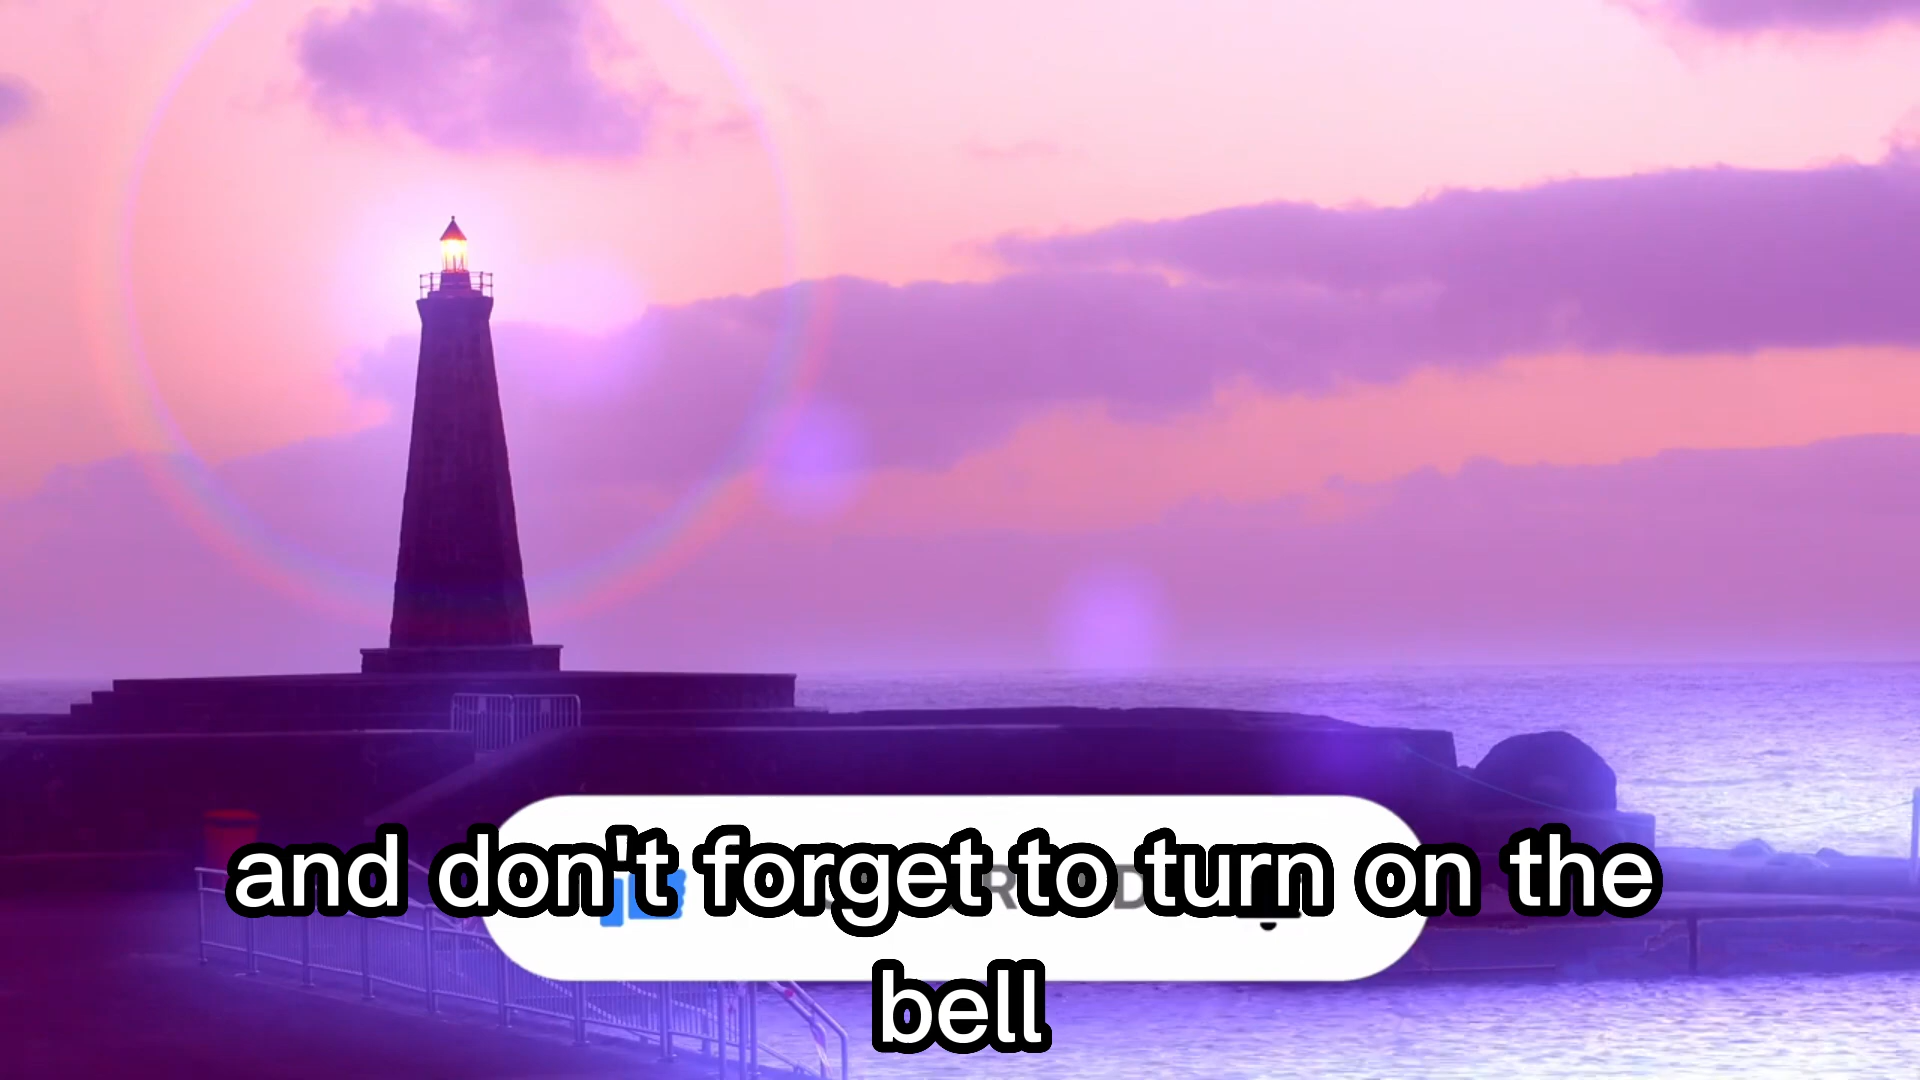 and don't forget to turn on the
bell